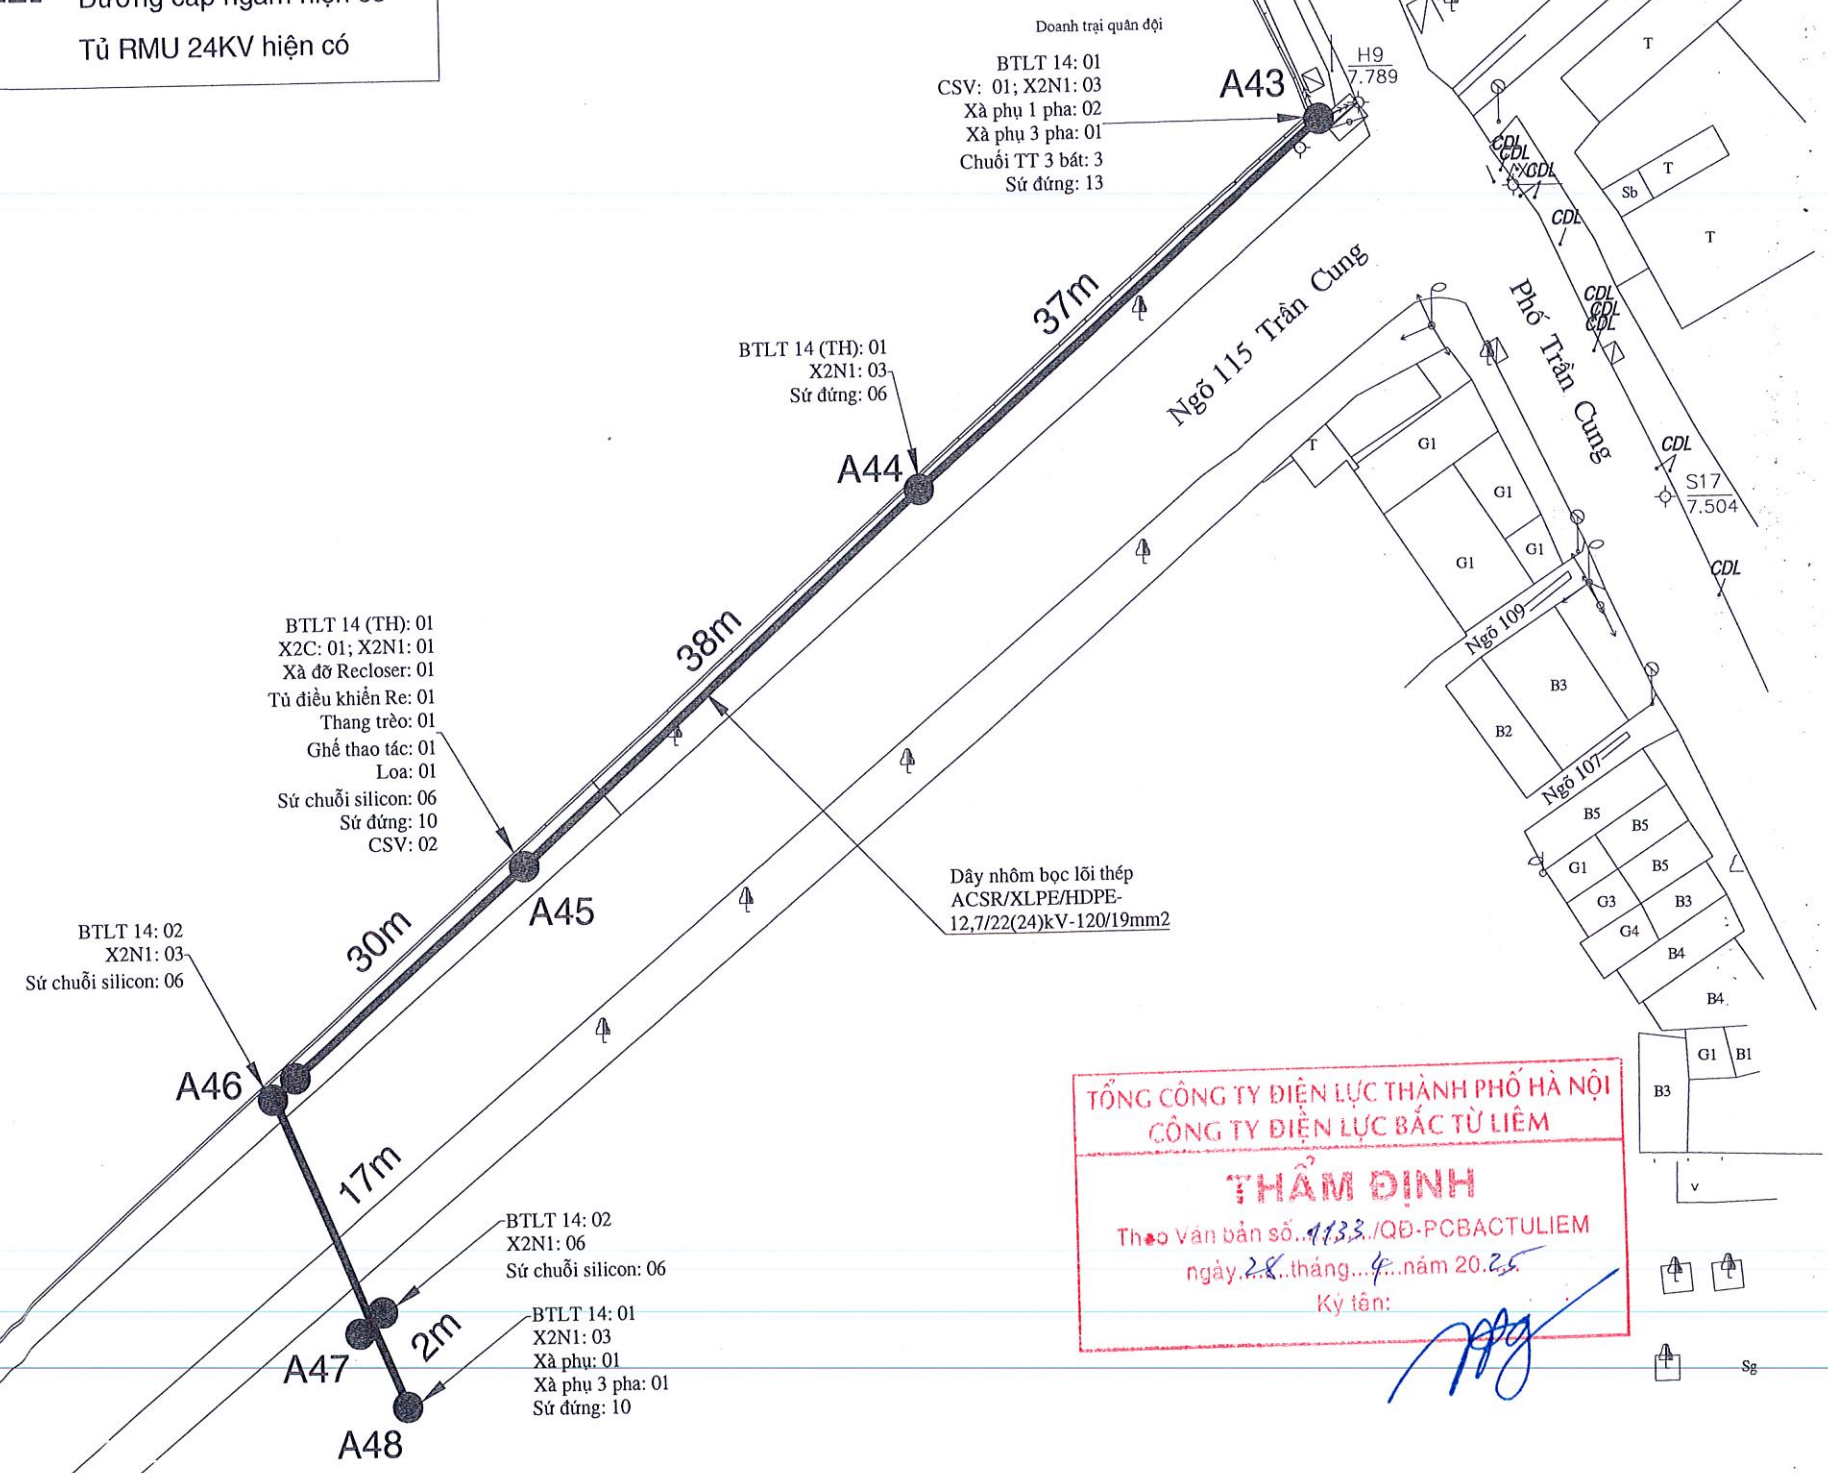 Tủ RMU 24KV hiện có
Doanh trại quân đội
BTLT 14: 01
CSV: 01; X2N1: 03
Xà phụ 1 pha: 02
Xà phụ 3 pha: 01
Chuỗi TT 3 bát: 3
Sứ đứng: 13
A43
H9
7.789
T
T
Sb
T
CDL
CDL
CDL
CDL
CDL
CDL
CDL
37m
Ngõ 115 Trần Cung
Phố Trần Cung
BTLT 14 (TH): 01
X2N1: 03
Sứ đứng: 06
A44
T
G1
G1
G1
G1
CDL
S17
7.504
CDL
38m
Ngõ 109
B3
B2
Ngõ 107
BTLT 14 (TH): 01
X2C: 01; X2N1: 01
Xà đỡ Recloser: 01
Tủ điều khiển Re: 01
Thang trèo: 01
Ghế thao tác: 01
Loa: 01
Sứ chuỗi silicon: 06
Sứ đứng: 10
CSV: 02
A45
Dây nhôm bọc lõi thép
ACSR/XLPE/HDPE-
12,7/22(24)kV-120/19mm2
B5
B5
G1
B5
G3
B3
G4
B4
B4
G1
B1
B3
V
Sg
30m
BTLT 14: 02
X2N1: 03
Sứ chuỗi silicon: 06
A46
17m
BTLT 14: 02
X2N1: 06
Sứ chuỗi silicon: 06
A47
2m
BTLT 14: 01
X2N1: 03
Xà phụ: 01
Xà phụ 3 pha: 01
Sứ đứng: 10
A48
TỔNG CÔNG TY ĐIỆN LỰC THÀNH PHỐ HÀ NỘI
CÔNG TY ĐIỆN LỰC BẮC TỪ LIÊM
THẨM ĐỊNH
Theo Văn bản số..1133./QĐ-PCBACTULIEM
ngày.28.tháng...4...năm 20.25
Ký tên: